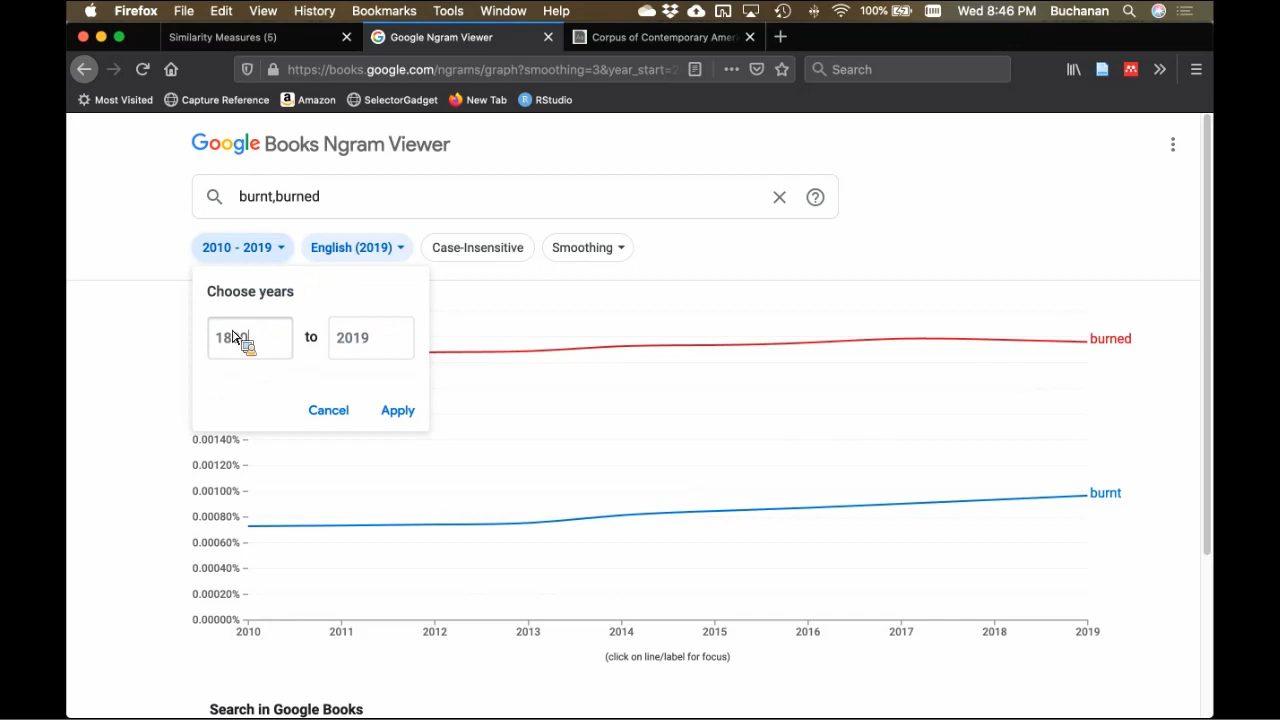 Firefox File Edit View History Bookmarks Tools Window Help 100% Wed 8:46 PM Buchanan
Similarity Measures (5) Google Ngram Viewer Corpus of Contemporary Amer
https://books.google.com/ngrams/graph?smoothing=3&year_start= Search
Most Visited Capture Reference Amazon SelectorGadget New Tab RStudio
Google Books Ngram Viewer
burnt,burned
2010 - 2019 English (2019) Case-Insensitive Smoothing
Choose years
to 2019
burned
Cancel Apply
0.00140%
0.00120%
0.00100%
burnt
0.00080%
0.00060%
0.00040%
0.00020%
0.00000%
2010 2011 2012 2013 2014 2015 2016 2017 2018 2019
(click on line/label for focus)
Search in Google Books